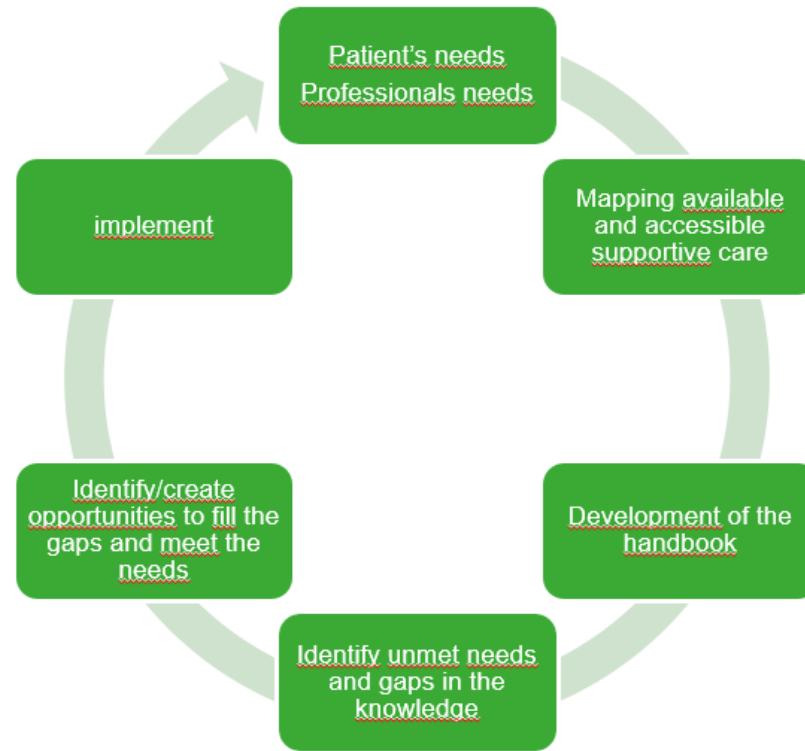 Patient's needs
Professionals needs
Mapping available
and accessible
supportive care
Development of the
handbook
Identify unmet needs
and gaps in the
knowledge
Identify/create
opportunities to fill the
gaps and meet the
needs
implement